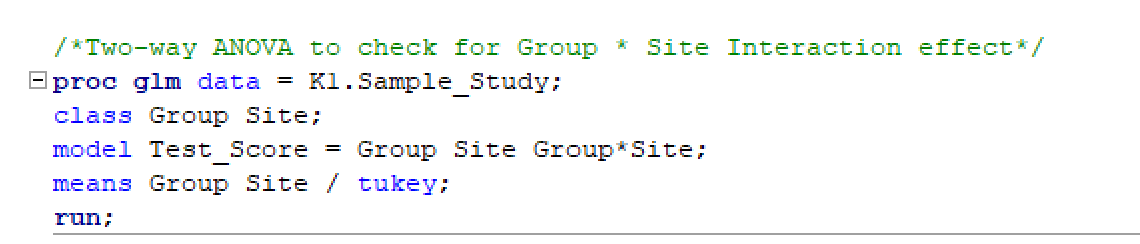 /*Two-way ANOVA to check for Group * Site Interaction effect*/
proc glm data = Kl.Sample_Study;
class Group Site;
model Test_Score = Group Site Group*Site;
means Group Site / tukey;
run;